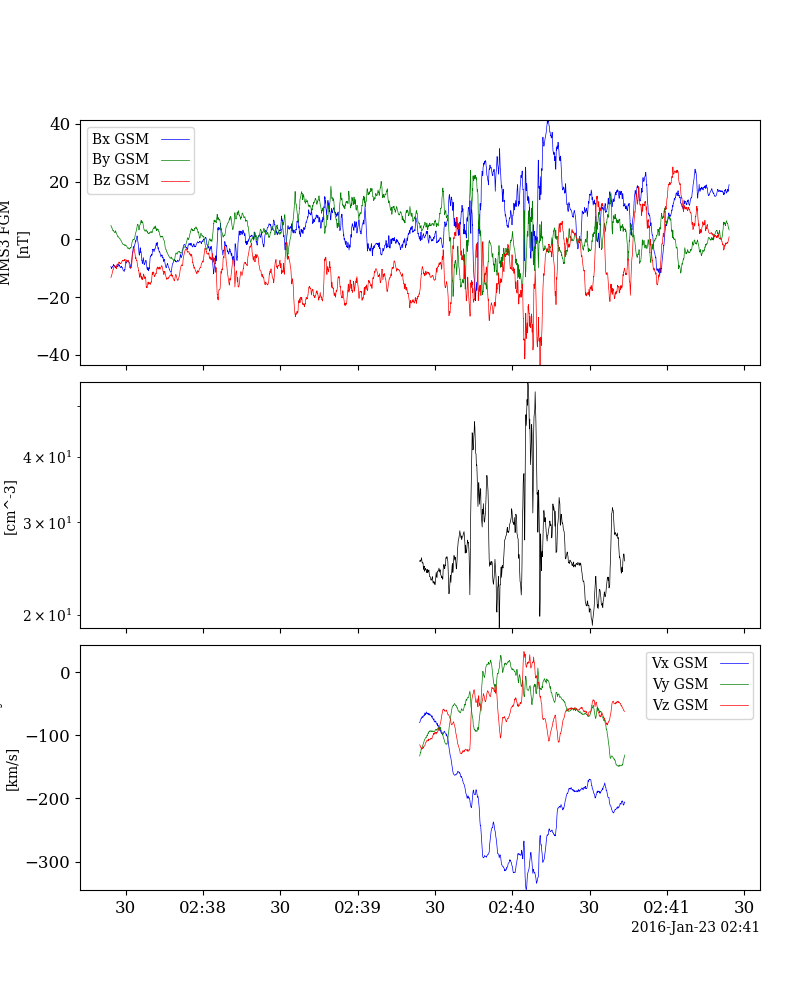 40
20
0
−20
−40
MMS3 FGM
[nT]
Bx GSM
By GSM
Bz GSM
4 × 10¹
3 × 10¹
2 × 10¹
[cm^-3]
0
−100
−200
−300
[km/s]
Vx GSM
Vy GSM
Vz GSM
30 02:38 30 02:39 30 02:40 30 02:41 30
2016-Jan-23 02:41